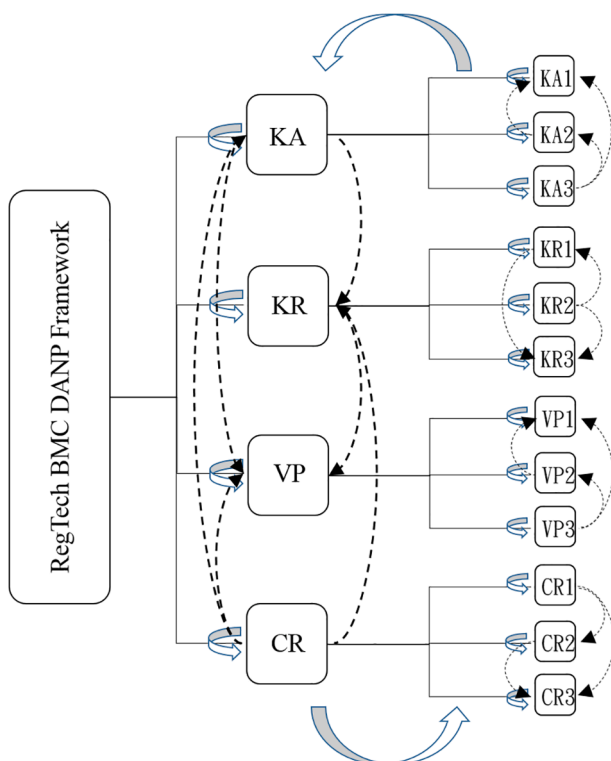 RegTech BMC DANP Framework
KA
KR
VP
CR
KA1
KA2
KA3
KR1
KR2
KR3
VP1
VP2
VP3
CR1
CR2
CR3